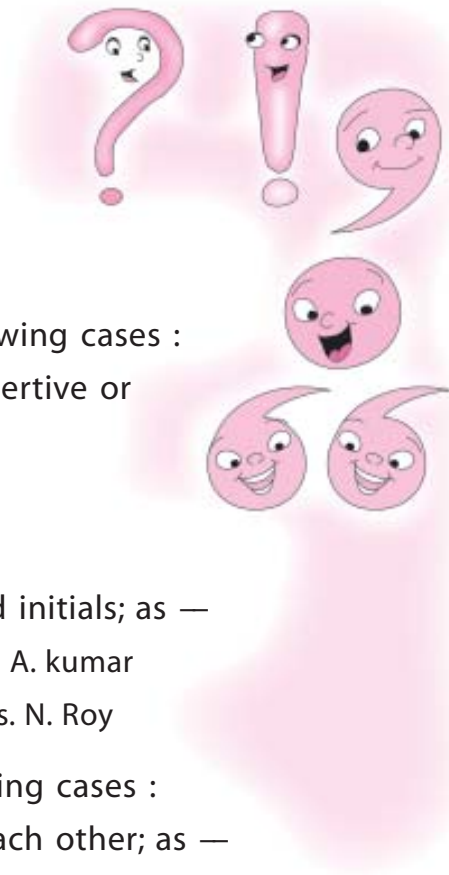 wing cases :
ertive or
d initials; as —
A. kumar
s. N. Roy
ing cases :
ach other; as —